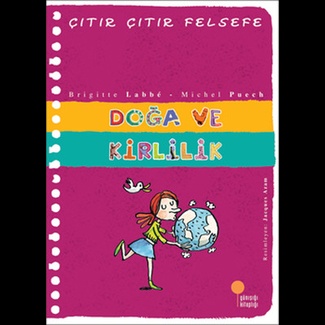 ÇITIR ÇITIR FELSEFE
Brigitte Labbé - Michel Puech
DOĞA VE
KİRLİLİK
Resimleyen: Jacques Azam
günışığı
kitaplığı